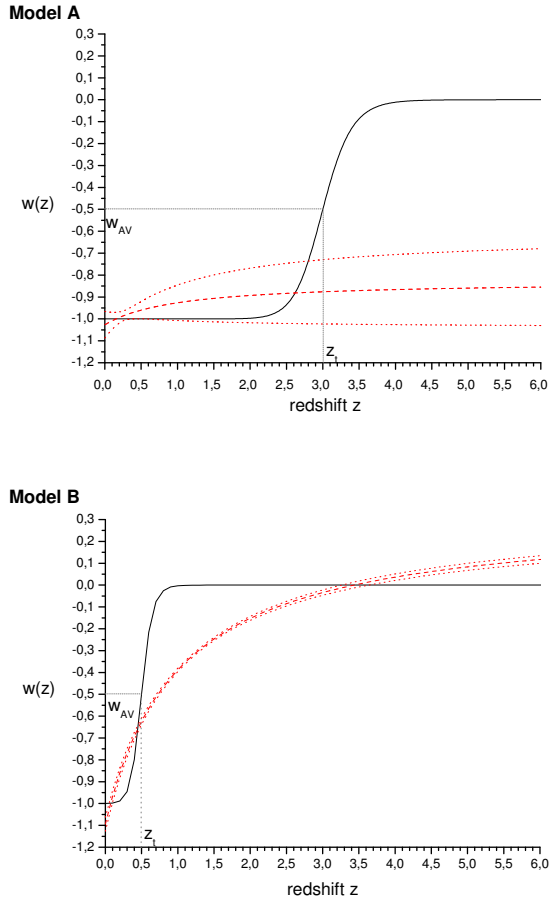 Model A
0,3
0,2
0,1
0,0
-0,1
-0,2
-0,3
-0,4
-0,5
-0,6
-0,7
-0,8
-0,9
-1,0
-1,1
-1,2
w(z)
w_AV
z_t
0,0 0,5 1,0 1,5 2,0 2,5 3,0 3,5 4,0 4,5 5,0 5,5 6,0
redshift z
Model B
0,3
0,2
0,1
0,0
-0,1
-0,2
-0,3
-0,4
-0,5
-0,6
-0,7
-0,8
-0,9
-1,0
-1,1
-1,2
w(z)
w_AV
z_t
0,0 0,5 1,0 1,5 2,0 2,5 3,0 3,5 4,0 4,5 5,0 5,5 6,0
redshift z